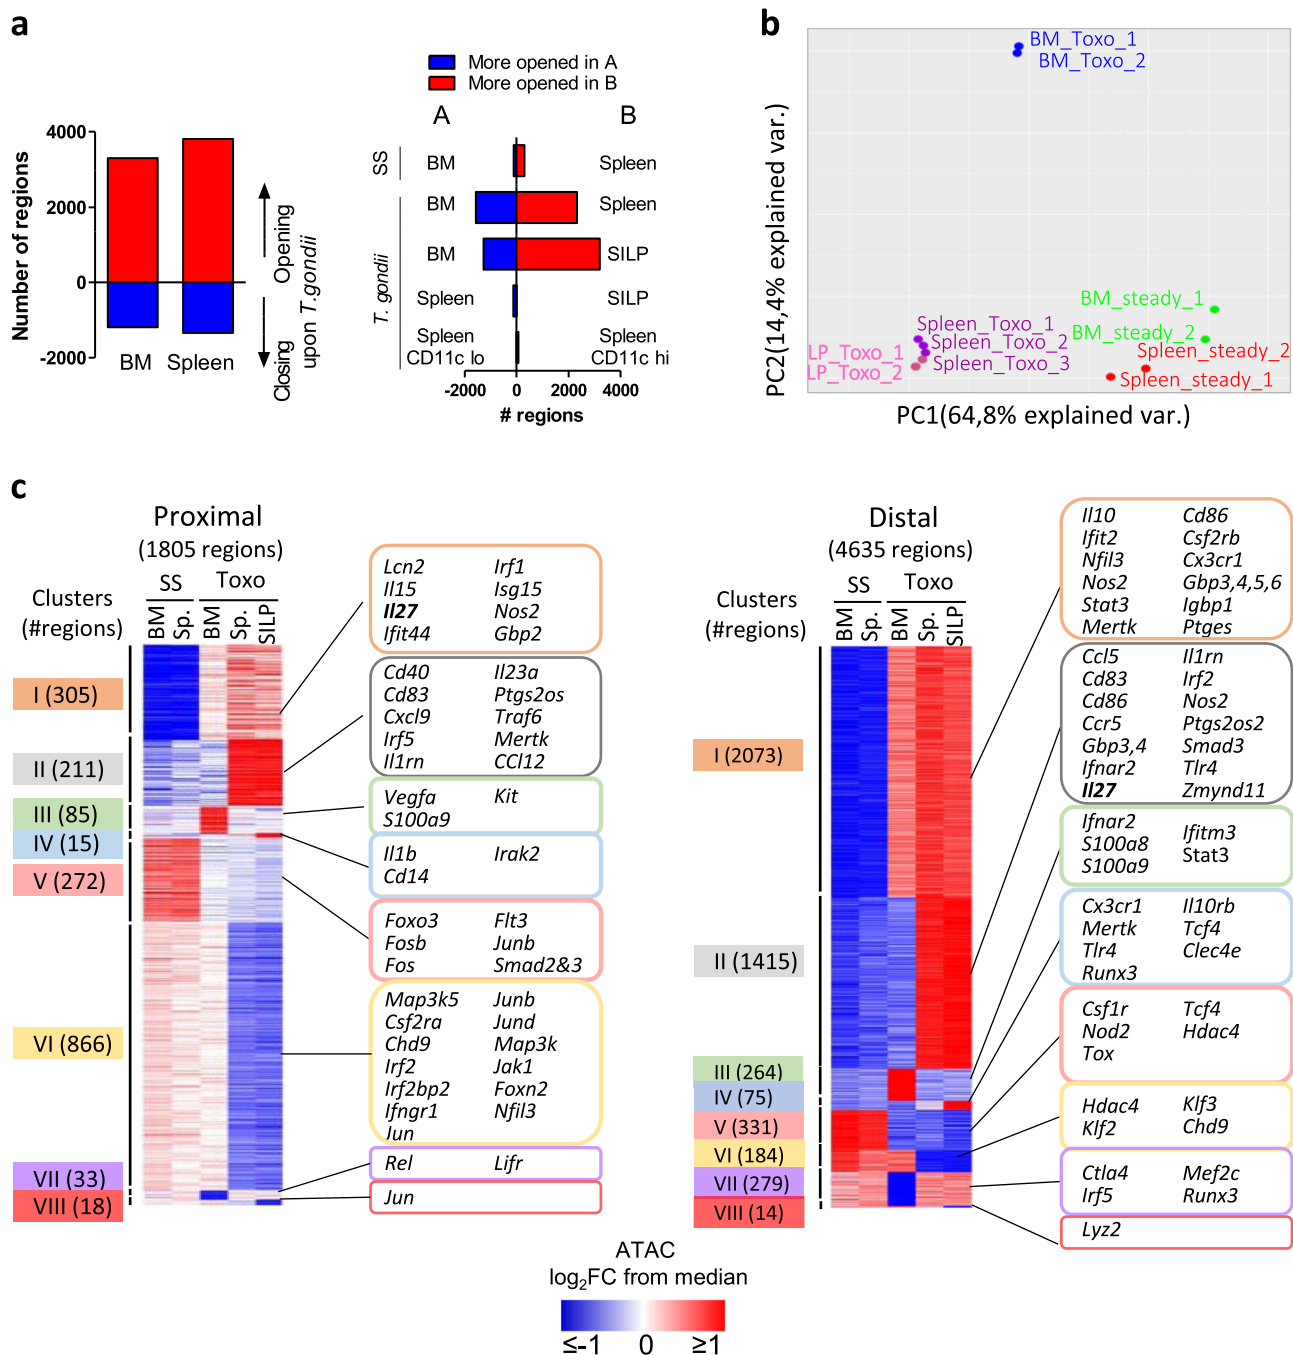 a
More opened in A
More opened in B
A
B
Number of regions
4000
2000
0
-2000
BM
Spleen
Opening
Closing
upon T.gondii
SS
T. gondii
BM
Spleen
BM
Spleen
BM
SILP
Spleen
SILP
Spleen
CD11c lo
Spleen
CD11c hi
-2000
0
2000
4000
# regions
b
BM_Toxo_1
BM_Toxo_2
BM_steady_1
BM_steady_2
Spleen_steady_2
Spleen_steady_1
Spleen_Toxo_1
Spleen_Toxo_2
Spleen_Toxo_3
LP_Toxo_1
LP_Toxo_2
PC2(14,4% explained var.)
PC1(64,8% explained var.)
c
Proximal
(1805 regions)
SS Toxo
BM
Sp.
BM
Sp.
SILP
Clusters
(#regions)
I (305)
II (211)
III (85)
IV (15)
V (272)
VI (866)
VII (33)
VIII (18)
Lcn2 Irf1
Il15 Isg15
Il27 Nos2
Ifit44 Gbp2
Cd40 Il23a
Cd83 Ptgs2os
Cxcl9 Traf6
Irf5 Mertk
Il1rn CCl12
Vegfa Kit
S100a9
Il1b Irak2
Cd14
Foxo3 Flt3
Fosb Junb
Fos Smad2&3
Map3k5 Junb
Csf2ra Jund
Chd9 Map3k
Irf2 Jak1
Irf2bp2 Foxn2
Ifngr1 Nfil3
Jun
Rel Lifr
Jun
Distal
(4635 regions)
SS Toxo
BM
Sp.
BM
Sp.
SILP
Clusters
(#regions)
I (2073)
II (1415)
III (264)
IV (75)
V (331)
VI (184)
VII (279)
VIII (14)
Il10 Cd86
Ifit2 Csf2rb
Nfil3 Cx3cr1
Nos2 Gbp3,4,5,6
Stat3 Igbp1
Mertk Ptges
Ccl5 Il1rn
Cd83 Irf2
Cd86 Nos2
Ccr5 Ptgs2os2
Gbp3,4 Smad3
Ifnar2 Tlr4
Il27 Zmynd11
Ifnar2 Ifitm3
S100a8 Stat3
S100a9
Cx3cr1 Il10rb
Mertk Tcf4
Tlr4 Clec4e
Runx3
Csf1r Tcf4
Nod2 Hdac4
Tox
Hdac4 Klf3
Klf2 Chd9
Ctla4 Mef2c
Irf5 Runx3
Lyz2
ATAC
log2FC from median
≤-1 0 ≥1